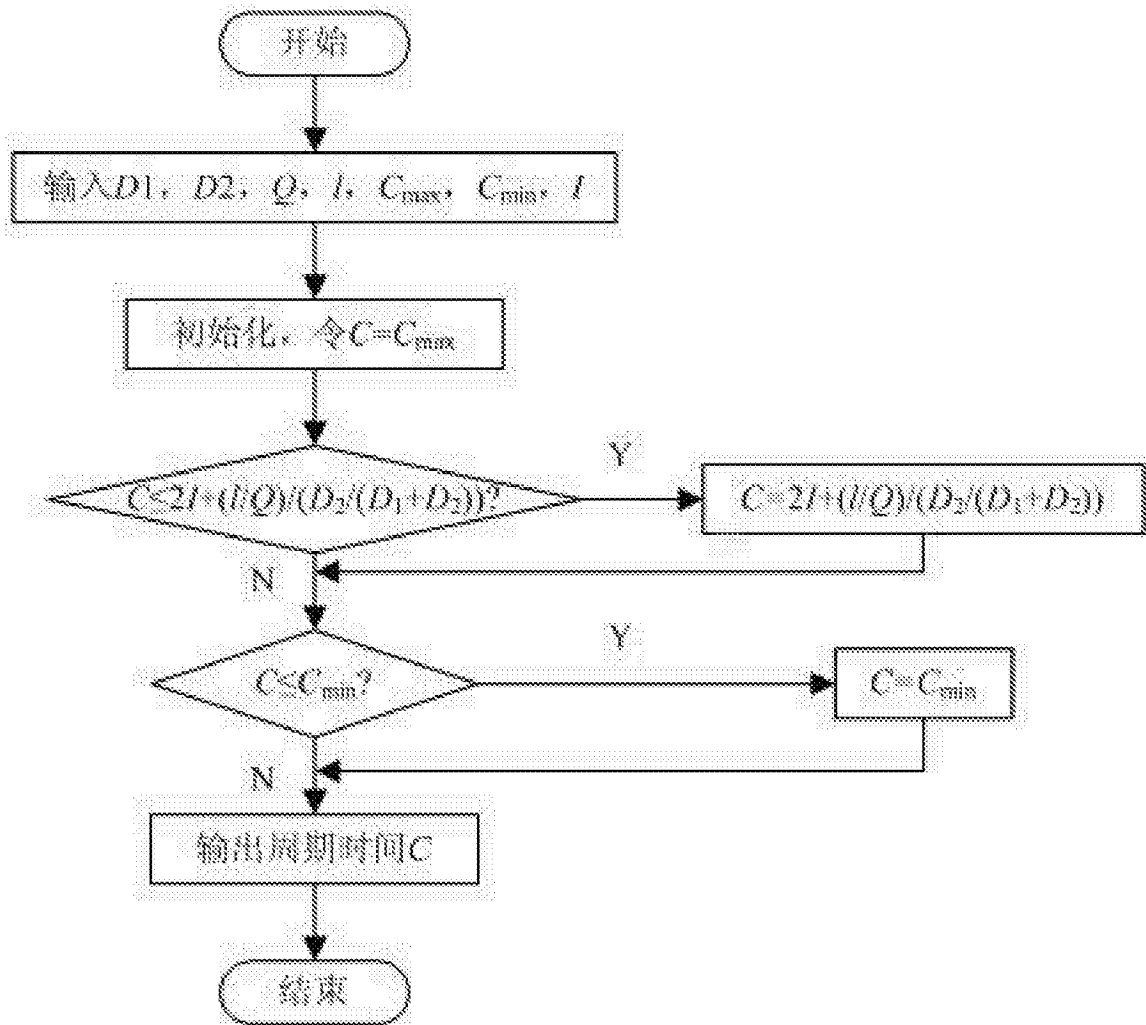 开始
输入D1，D2，Q，l，Cmax，Cmin，I
初始化，令C=Cmax
C≤2I+(l/Q)/(D2/(D1+D2))?
Y
C=2I+(l/Q)/(D2/(D1+D2))
N
C≦Cmin?
Y
C=Cmin
N
输出周期时间C
结束